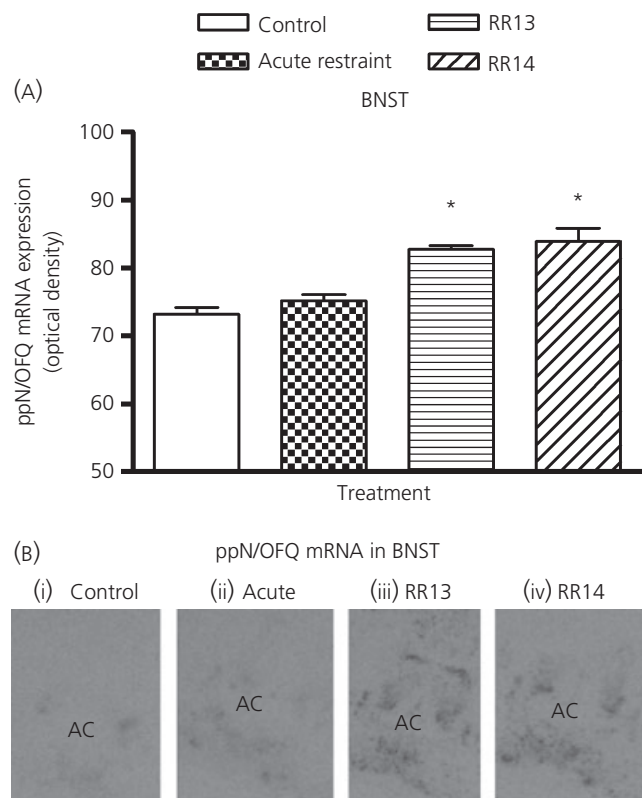 Control
RR13
Acute restraint
RR14
(A)
BNST
ppN/OFQ mRNA expression
(optical density)
100
90
80
70
60
50
*
*
Treatment
(B)
ppN/OFQ mRNA in BNST
(i) Control
(ii) Acute
(iii) RR13
(iv) RR14
AC
AC
AC
AC